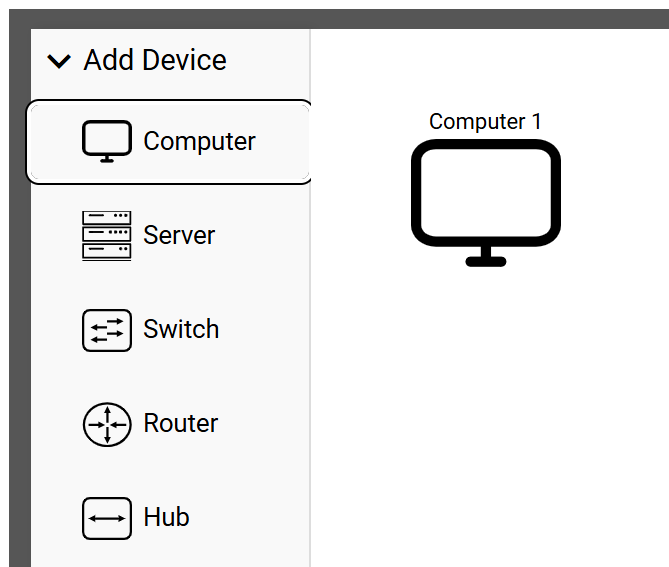 Add Device
Computer
Server
Switch
Router
Hub
Computer 1